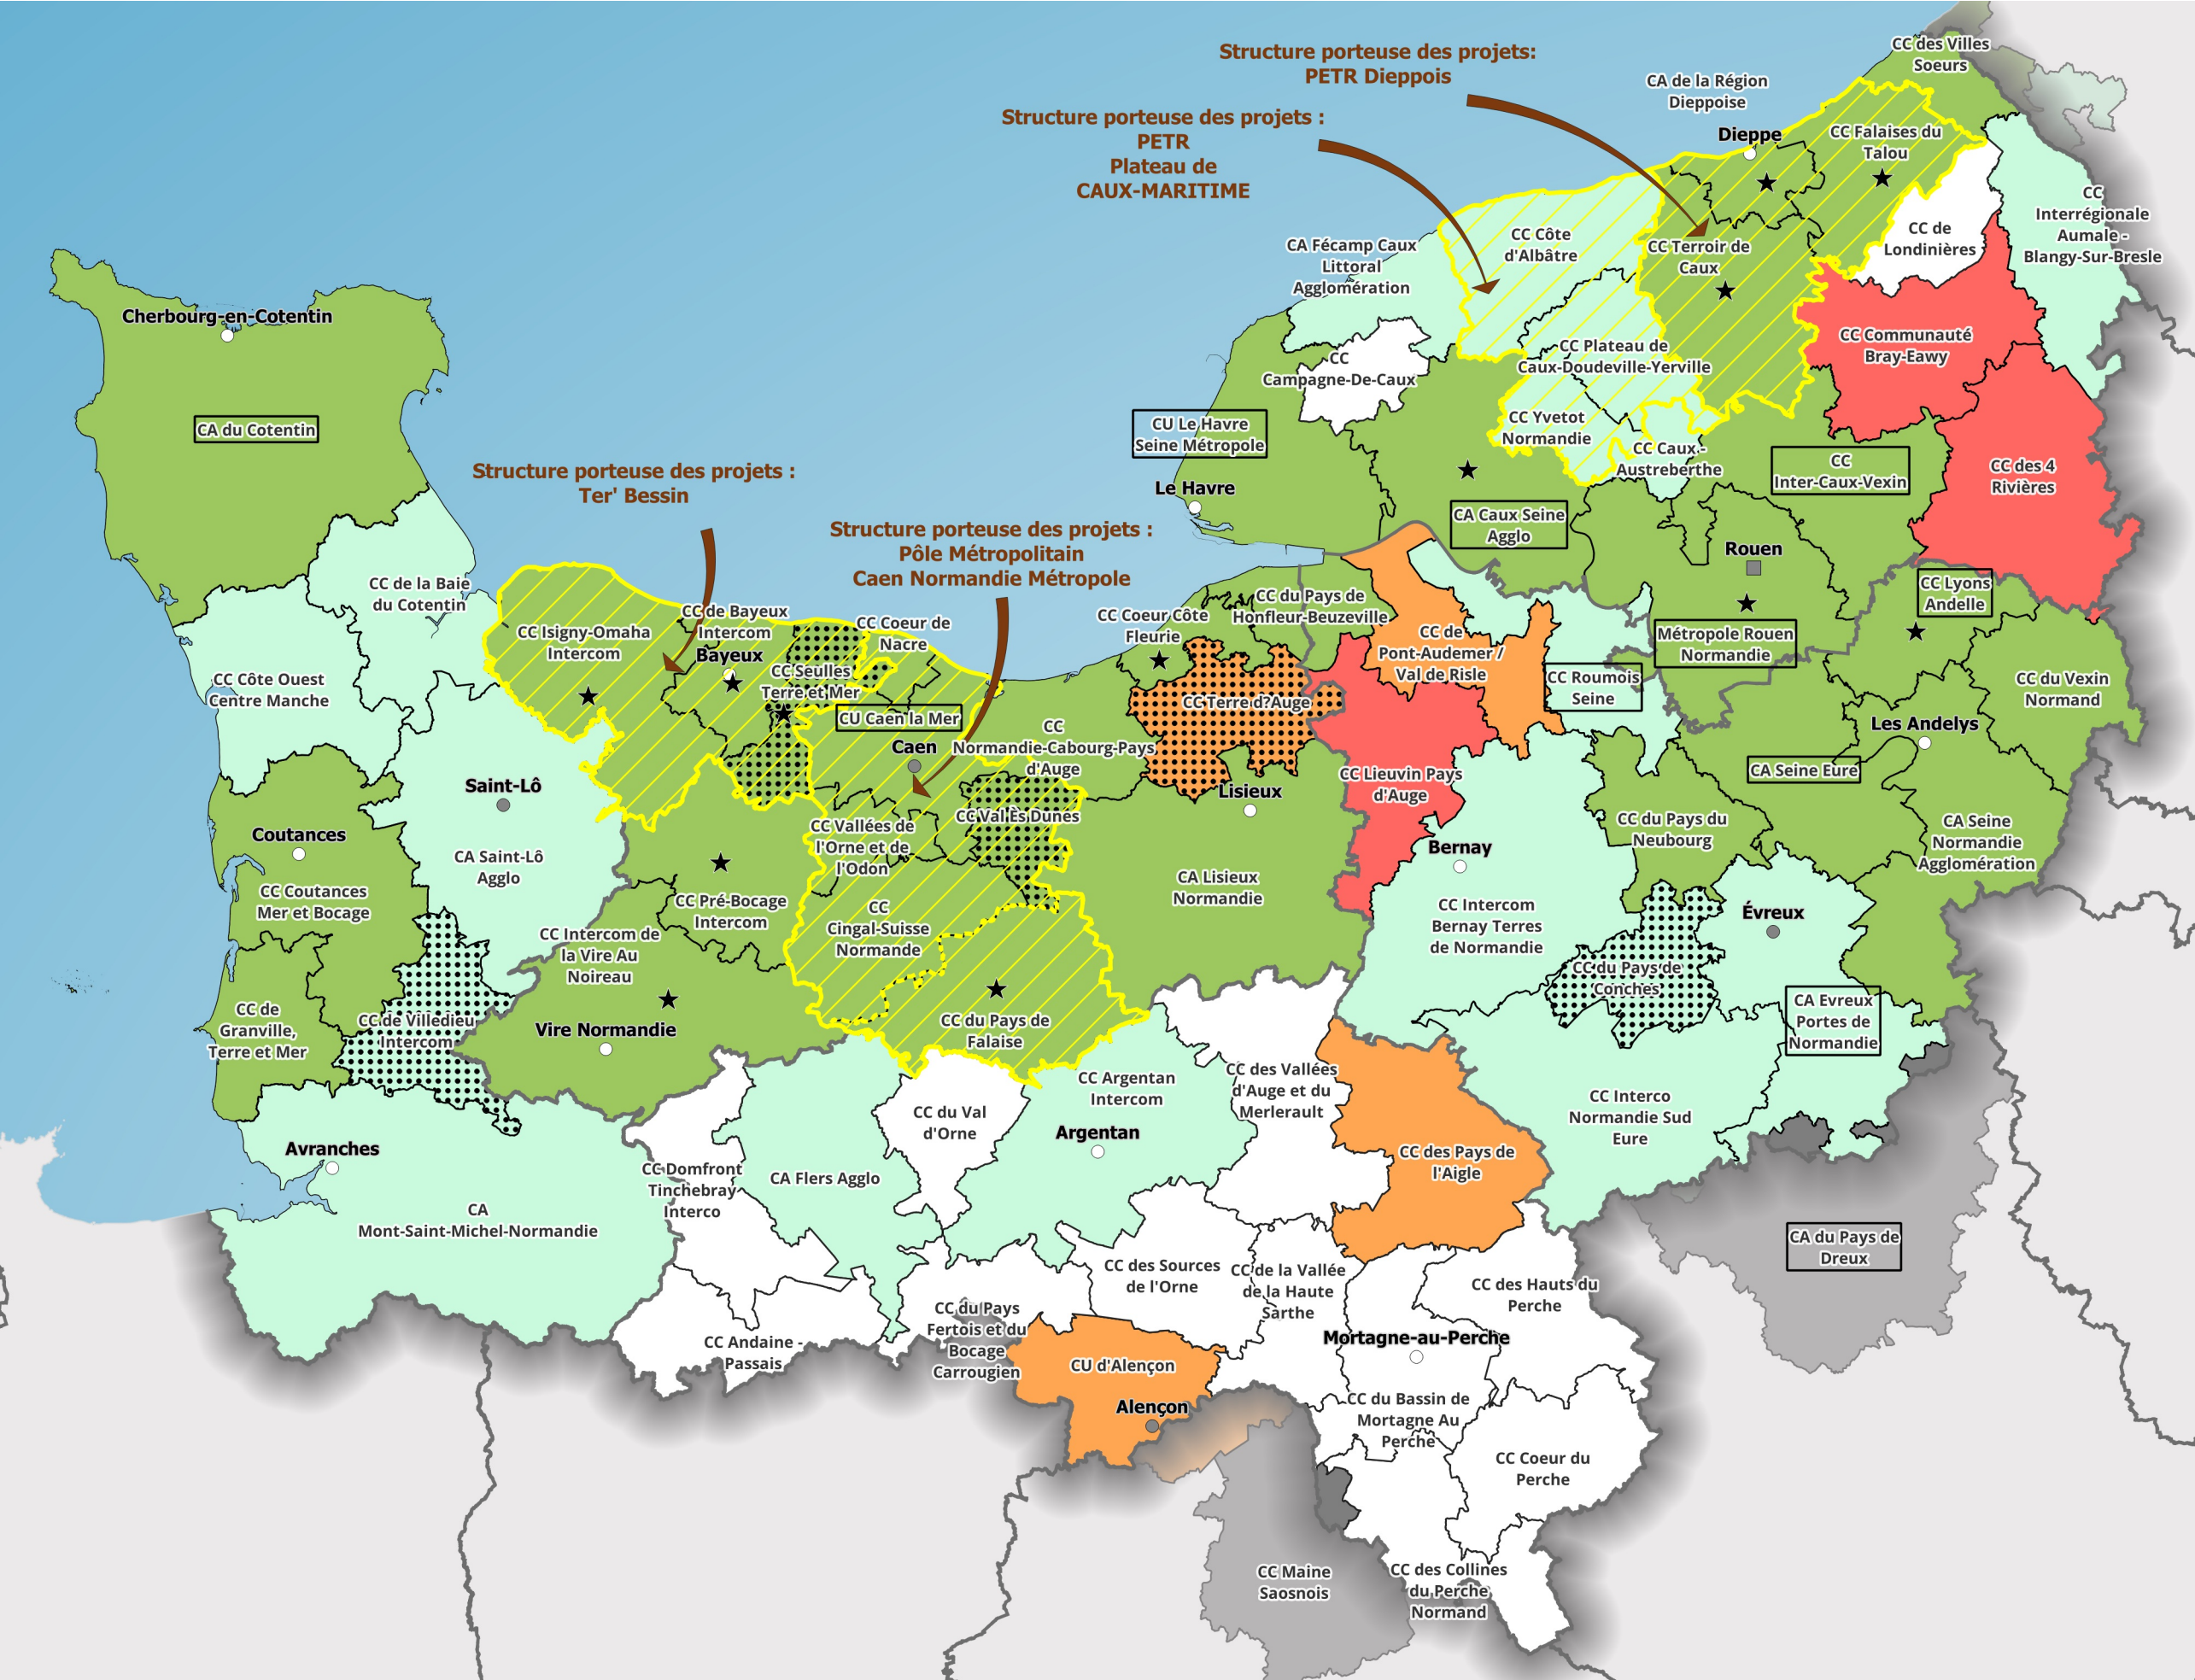 Structure porteuse des projets:
PETR Dieppois
CC des Villes
Soeurs
CA de la Région
Dieppoise
Structure porteuse des projets :
PETR
Plateau de
CAUX-MARITIME
Dieppe
CC Falaises du
Talou
CC
Interrégionale
Aumale -
Blangy-Sur-Bresle
CC de
Londinières
CC Côte
d'Albâtre
CC Terroir de
Caux
CA Fécamp Caux
Littoral
Agglomération
Cherbourg-en-Cotentin
CC Communauté
Bray-Eawy
CC Plateau de
Caux-Doudeville-Yerville
CC
Campagne-De-Caux
CA du Cotentin
CU Le Havre
Seine Métropole
CC Yvetot
Normandie
CC Caux -
Austreberthe
CC
Inter-Caux-Vexin
CC des 4
Rivières
Structure porteuse des projets :
Ter' Bessin
Le Havre
CA Caux Seine
Agglo
Structure porteuse des projets :
Pôle Métropolitain
Caen Normandie Métropole
Rouen
CC de la Baie
du Cotentin
CC Lyons
Andelle
CC Isigny-Omaha
Intercom
CC de Bayeux
Intercom
Bayeux
CC Coeur de
Nacre
CC Coeur Côte
Fleurie
CC du Pays de
Honfleur-Beuzeville
CC de
Pont-Audemer /
Val de Risle
Métropole Rouen
Normandie
CC Seulles
Terre et Mer
CC Côte Ouest
Centre Manche
CC Terre d?Auge
CC Roumois
Seine
CC du Vexin
Normand
CU Caen la Mer
Caen
CC
Normandie-Cabourg-Pays
d'Auge
Les Andelys
CA Seine Eure
Saint-Lô
Lisieux
CC Lieuvin Pays
d'Auge
Coutances
CC Vallées de
l'Orne et de
l'Odon
CC Val Ès Dunes
CC du Pays du
Neubourg
CA Seine
Normandie
Agglomération
Bernay
CA Saint-Lô
Agglo
CC Coutances
Mer et Bocage
CC Pré-Bocage
Intercom
CA Lisieux
Normandie
CC
Cingal-Suisse
Normande
CC Intercom
Bernay Terres
de Normandie
Évreux
CC Intercom de
la Vire Au
Noireau
CC du Pays de
Conches
CC de
Granville,
Terre et Mer
CC de Villedieu
Intercom
Vire Normandie
CC du Pays de
Falaise
CA Evreux
Portes de
Normandie
CC des Vallées
d'Auge et du
Merlerault
CC Argentan
Intercom
CC du Val
d'Orne
CC Interco
Normandie Sud
Eure
Argentan
Avranches
CC Domfront
Tinchebray
Interco
CA Flers Agglo
CC des Pays de
l'Aigle
CA
Mont-Saint-Michel-Normandie
CA du Pays de
Dreux
CC des Sources
de l'Orne
CC de la Vallée
de la Haute
Sarthe
CC des Hauts du
Perche
CC du Pays
Fertois et du
Bocage
Carrougien
Mortagne-au-Perche
CC Andaine -
Passais
CU d'Alençon
Alençon
CC du Bassin de
Mortagne Au
Perche
CC Coeur du
Perche
CC Maine
Saosnois
CC des Collines
du Perche
Normand